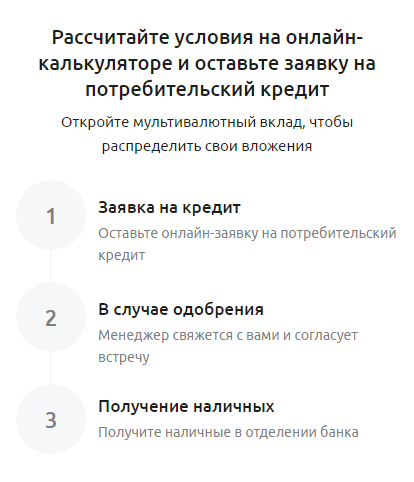 Рассчитайте условия на онлайн-
калькуляторе и оставьте заявку на
потребительский кредит
Откройте мультивалютный вклад, чтобы
распределить свои вложения
1
Заявка на кредит
Оставьте онлайн-заявку на потребительский
кредит
2
В случае одобрения
Менеджер свяжется с вами и согласует
встречу
3
Получение наличных
Получите наличные в отделении банка